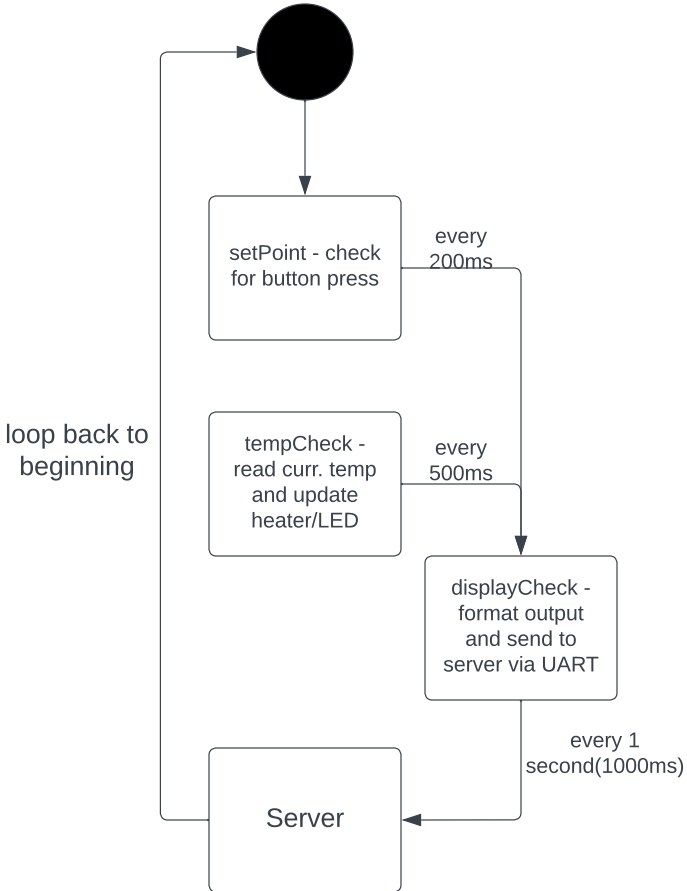 setPoint - check
for button press
every
200ms
loop back to
beginning
tempCheck -
read curr. temp
and update
heater/LED
every
500ms
displayCheck -
format output
and send to
server via UART
every 1
second(1000ms)
Server